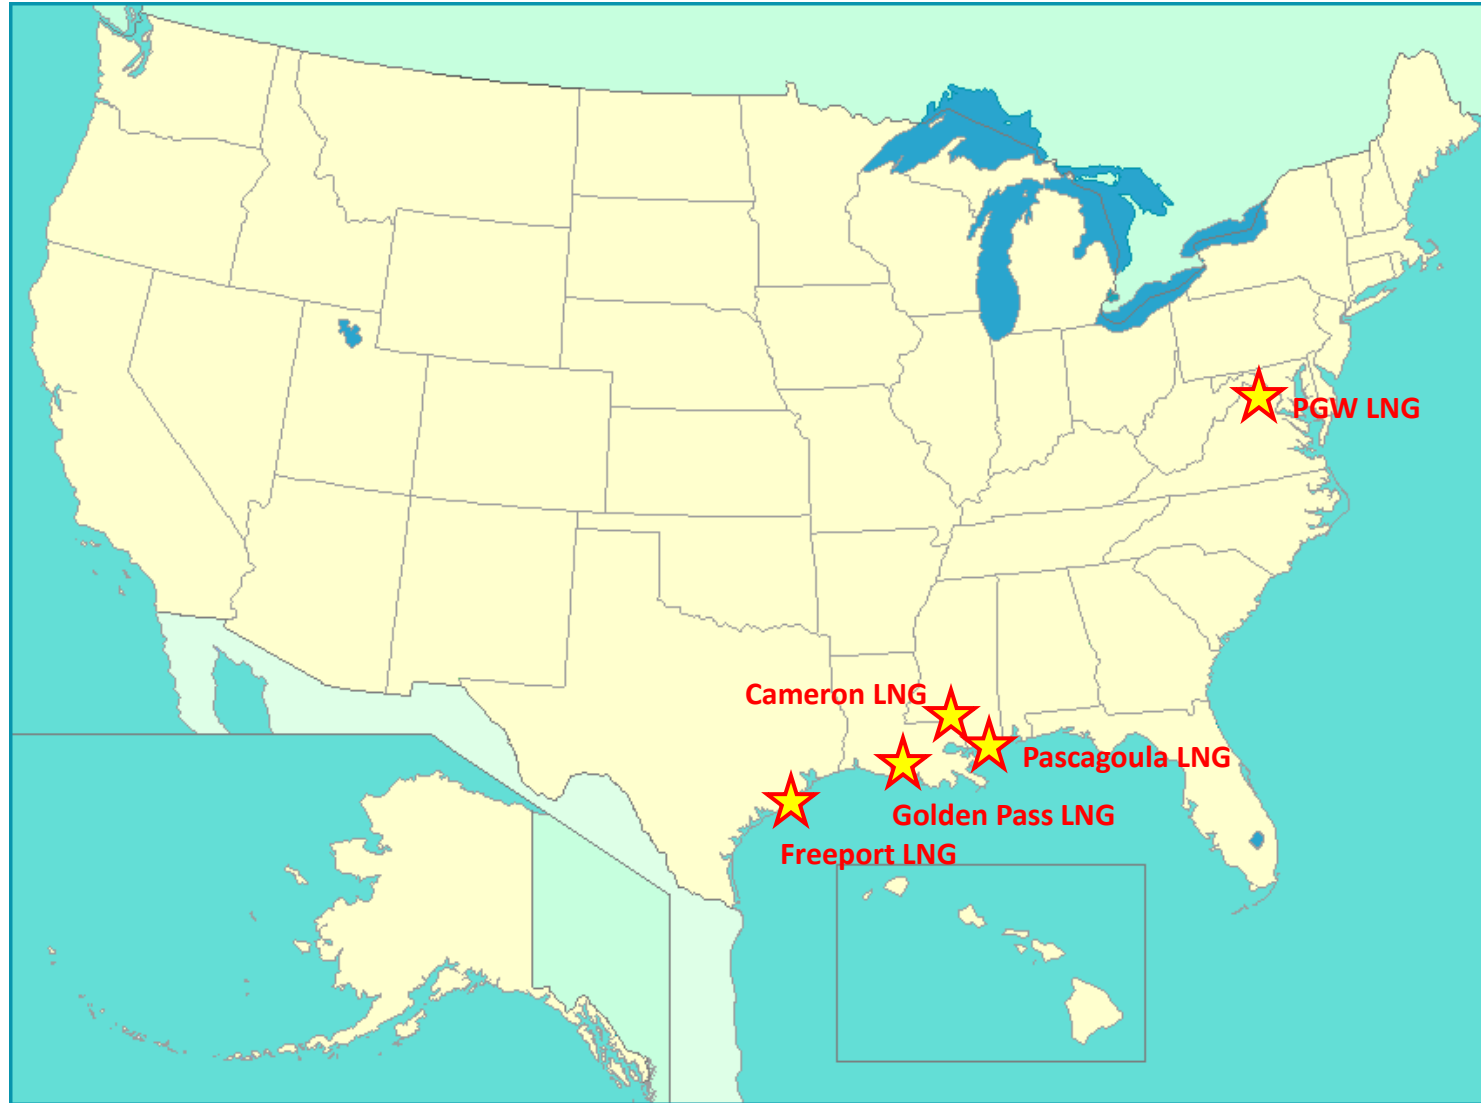 PGW LNG
Cameron LNG
Pascagoula LNG
Golden Pass LNG
Freeport LNG